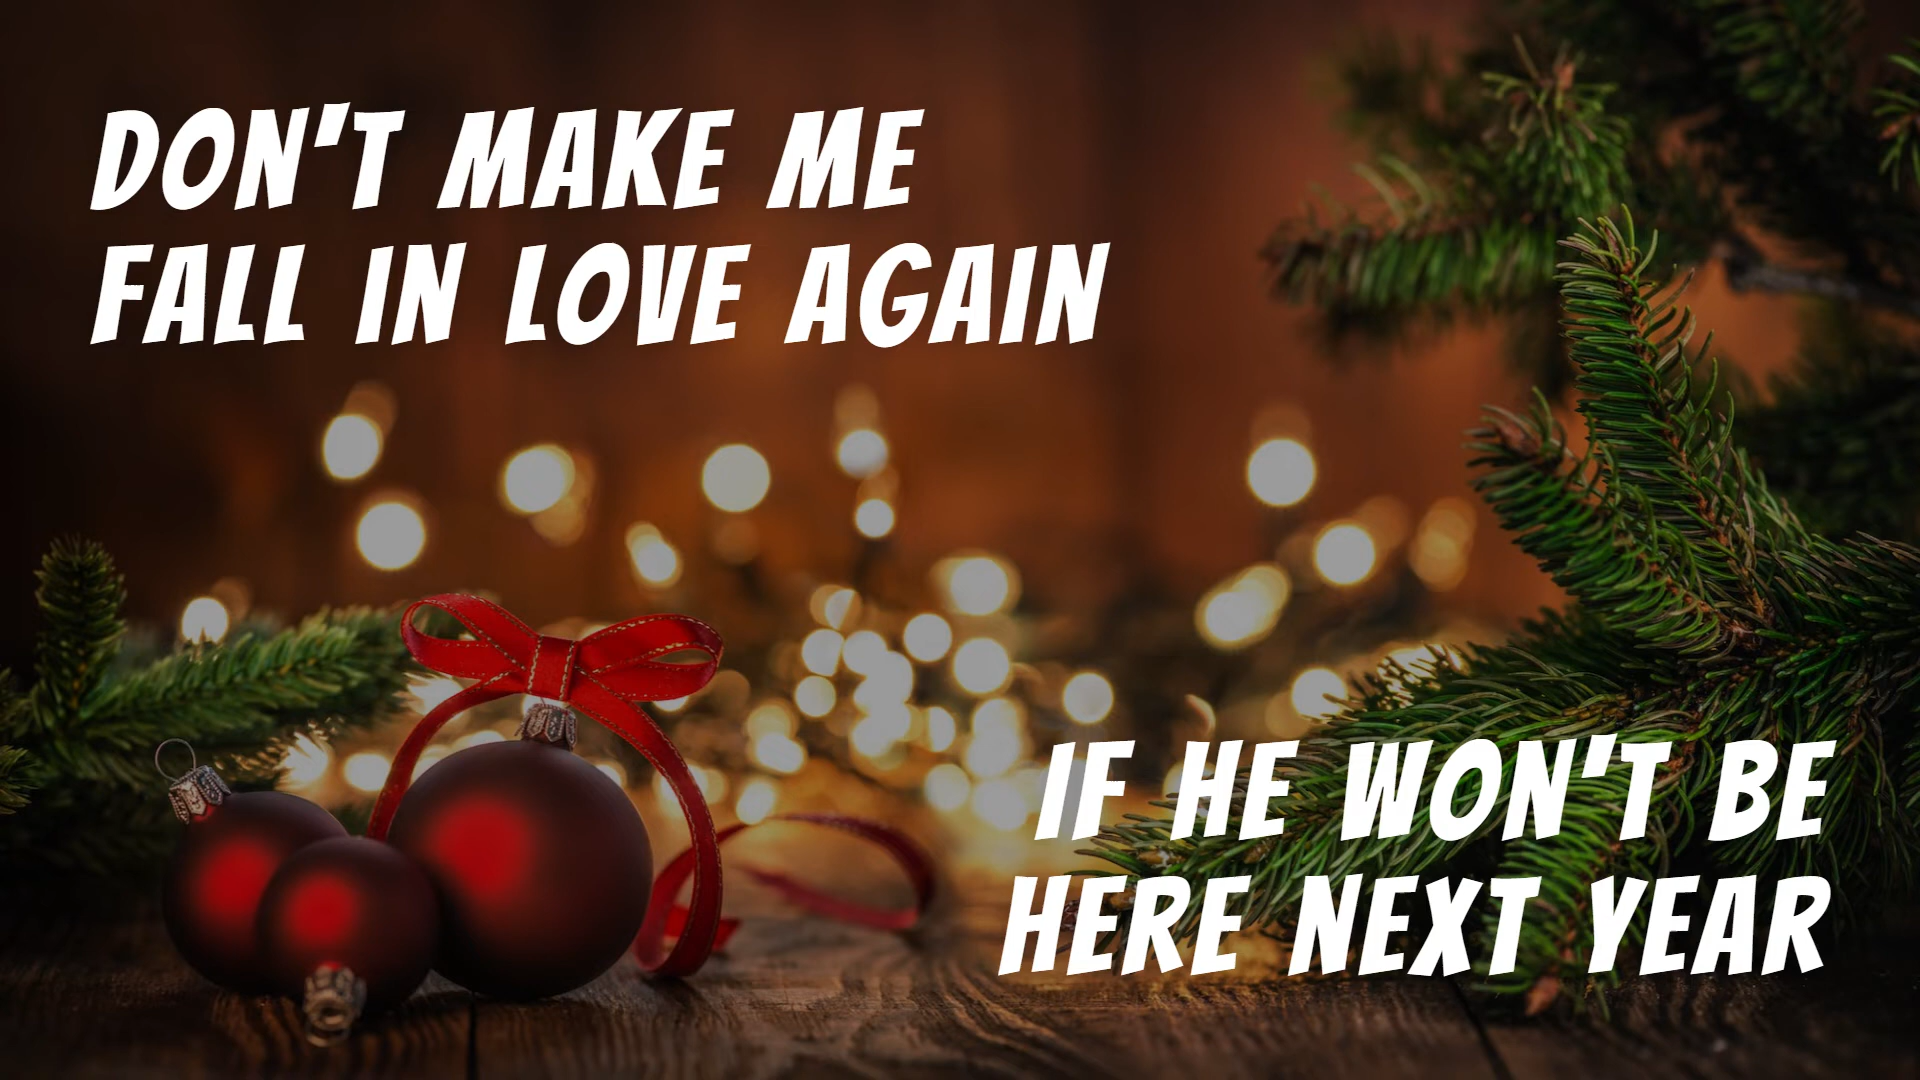 DON'T MAKE ME
FALL IN LOVE AGAIN
IF HE WON'T BE
HERE NEXT YEAR